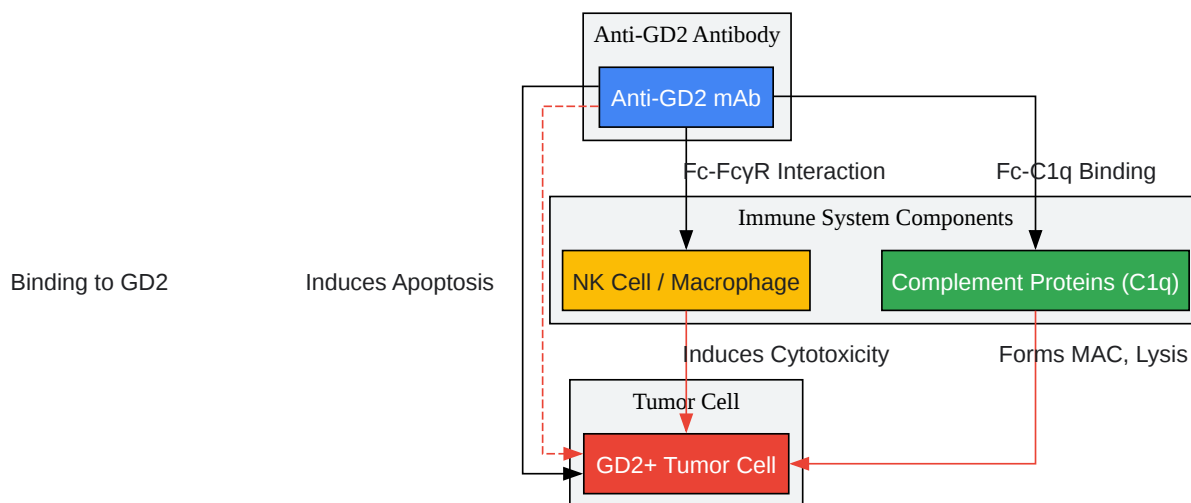 Anti-GD2 Antibody
Anti-GD2 mAb
Fc-FcγR Interaction
Fc-C1q Binding
Immune System Components
Binding to GD2
Induces Apoptosis
NK Cell / Macrophage
Complement Proteins (C1q)
Induces Cytotoxicity
Forms MAC, Lysis
Tumor Cell
GD2+ Tumor Cell